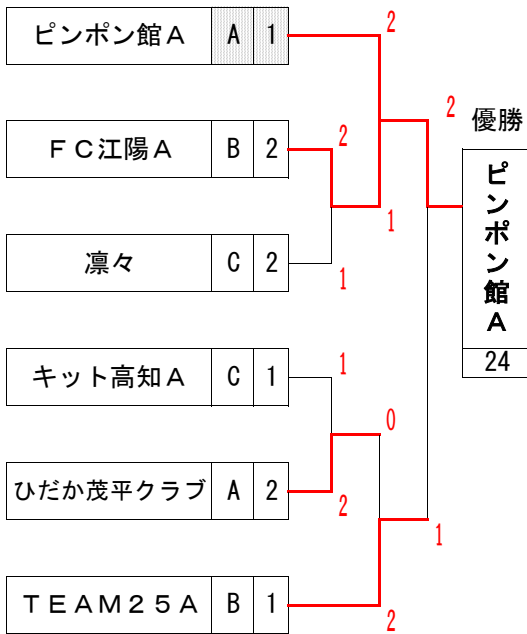 ピンポン館A A 1
2
2 優勝
FC江陽A B 2
2
ピンポン館A
1
凛々 C 2
1
キット高知A C 1
1
24
0
ひだか茂平クラブ A 2
2
1
TEAM25A B 1
2